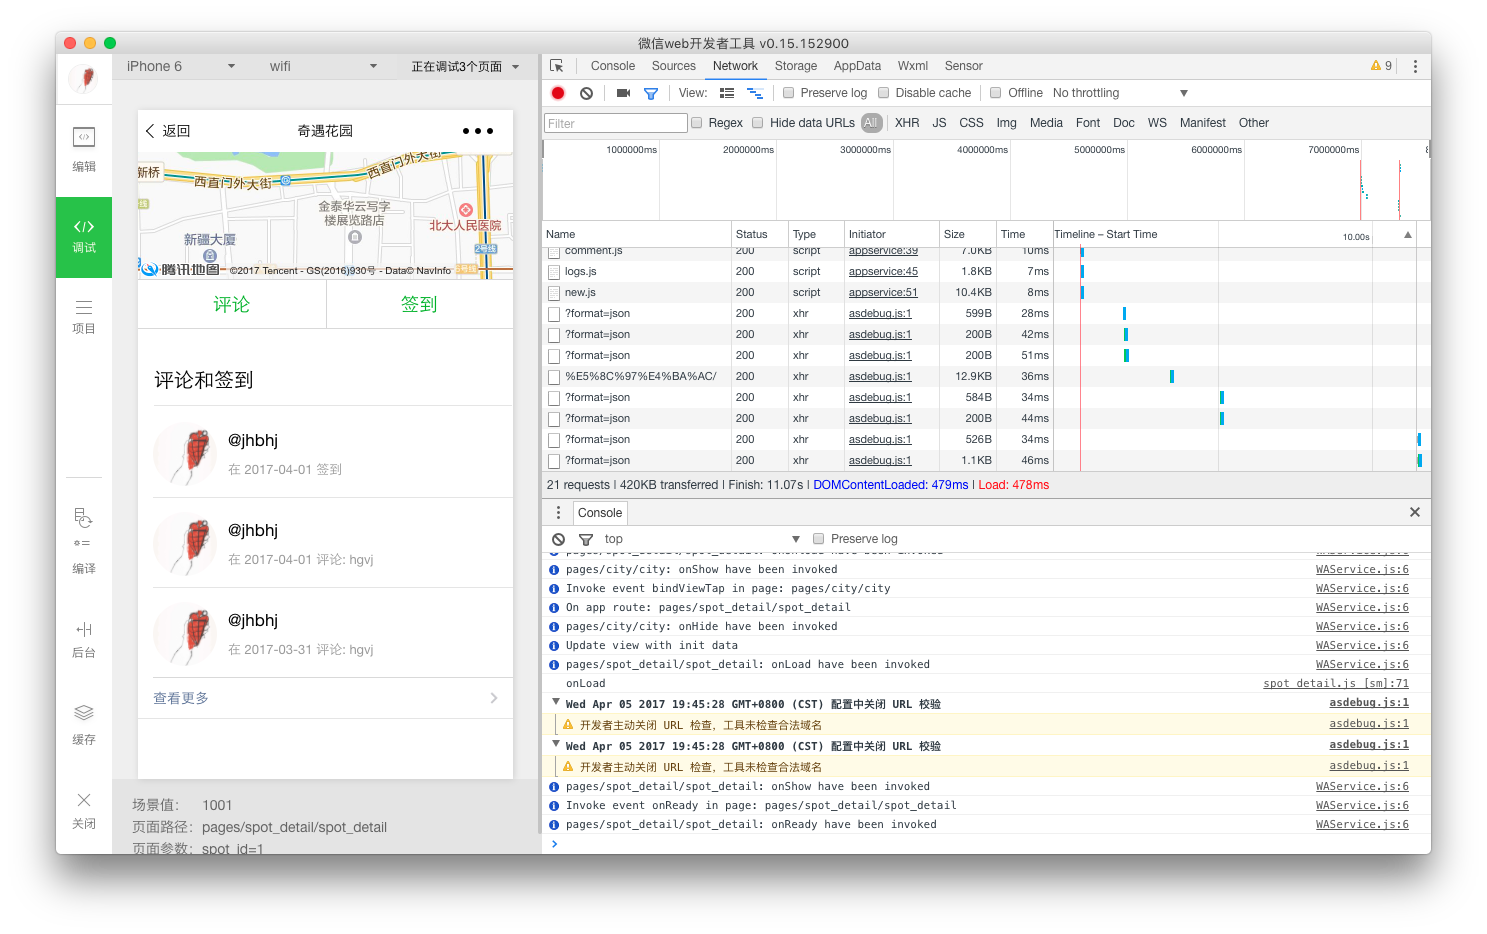 微信web开发者工具 v0.15.152900
iPhone 6
wifi
正在调试3个页面
编辑
调试
项目
编译
后台
缓存
关闭
返回
奇遇花园
新桥
西直门外大街
西直门外大街
金泰华云写字
楼展览路店
北大人民医院
新疆大厦
2号线
腾讯地图
©2017 Tencent - GS(2016)930号 - Data© NavInfo
评论
签到
评论和签到
@jhbhj
在 2017-04-01 签到
@jhbhj
在 2017-04-01 评论: hgvj
@jhbhj
在 2017-03-31 评论: hgvj
查看更多
场景值: 1001
页面路径: pages/spot_detail/spot_detail
页面参数: spot_id=1
Console Sources Network Storage AppData Wxml Sensor 9
View: Preserve log Disable cache Offline No throttling
Filter Regex Hide data URLs All XHR JS CSS Img Media Font Doc WS Manifest Other
1000000ms 2000000ms 3000000ms 4000000ms 5000000ms 6000000ms 7000000ms 8
Name Status Type Initiator Size Time Timeline – Start Time 10.00s
comment.js 200 script appservice:39 7.0KB 10ms
logs.js 200 script appservice:45 1.8KB 7ms
new.js 200 script appservice:51 10.4KB 8ms
?format=json 200 xhr asdebug.js:1 599B 28ms
?format=json 200 xhr asdebug.js:1 200B 42ms
?format=json 200 xhr asdebug.js:1 200B 51ms
%E5%8C%97%E4%BA%AC/ 200 xhr asdebug.js:1 12.9KB 36ms
?format=json 200 xhr asdebug.js:1 584B 34ms
?format=json 200 xhr asdebug.js:1 200B 44ms
?format=json 200 xhr asdebug.js:1 526B 34ms
?format=json 200 xhr asdebug.js:1 1.1KB 46ms
21 requests | 420KB transferred | Finish: 11.07s | DOMContentLoaded: 479ms | Load: 478ms
Console
top Preserve log
pages/city/city: onShow have been invoked WAService.js:6
Invoke event bindViewTap in page: pages/city/city WAService.js:6
On app route: pages/spot_detail/spot_detail WAService.js:6
pages/city/city: onHide have been invoked WAService.js:6
Update view with init data WAService.js:6
pages/spot_detail/spot_detail: onLoad have been invoked WAService.js:6
onLoad spot_detail.js [sm]:71
Wed Apr 05 2017 19:45:28 GMT+0800 (CST) 配置中关闭 URL 校验 asdebug.js:1
开发者主动关闭 URL 检查，工具未检查合法域名 asdebug.js:1
Wed Apr 05 2017 19:45:28 GMT+0800 (CST) 配置中关闭 URL 校验 asdebug.js:1
开发者主动关闭 URL 检查，工具未检查合法域名 asdebug.js:1
pages/spot_detail/spot_detail: onShow have been invoked WAService.js:6
Invoke event onReady in page: pages/spot_detail/spot_detail WAService.js:6
pages/spot_detail/spot_detail: onReady have been invoked WAService.js:6